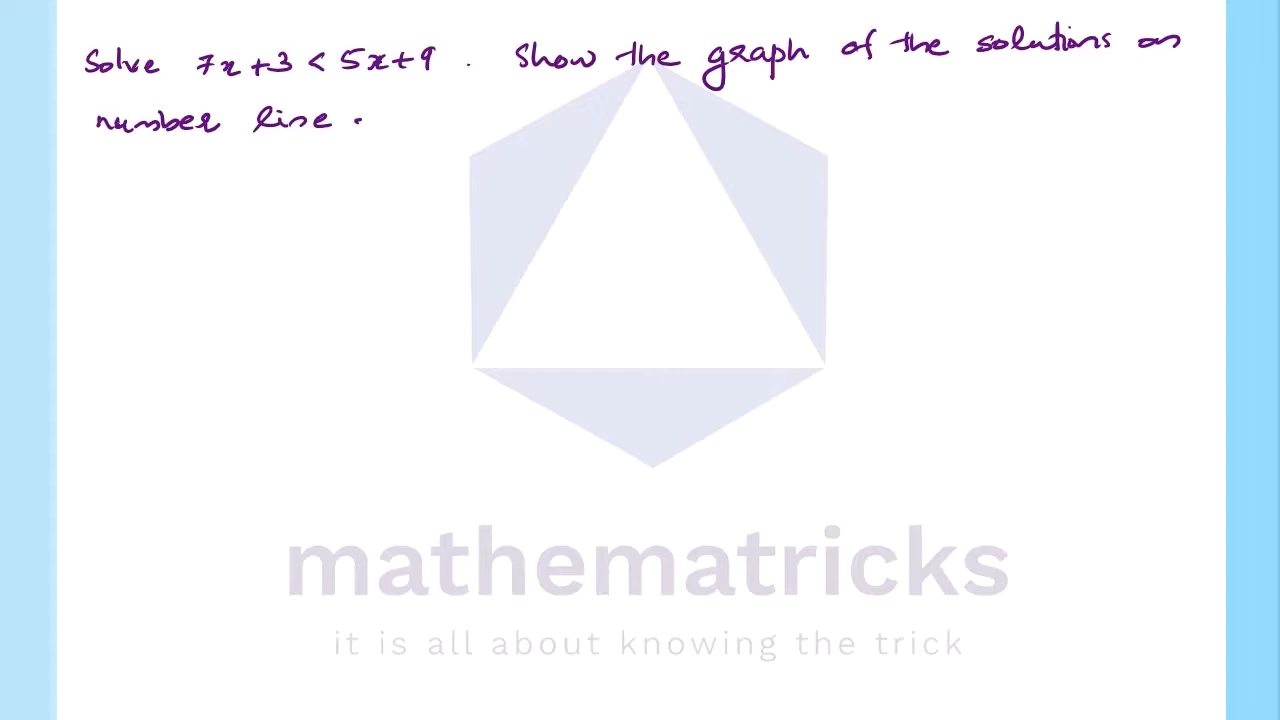 Solve 7x+3 < 5x+9 . Show the graph of the solutions on
number line .
mathematricks
it is all about knowing the trick